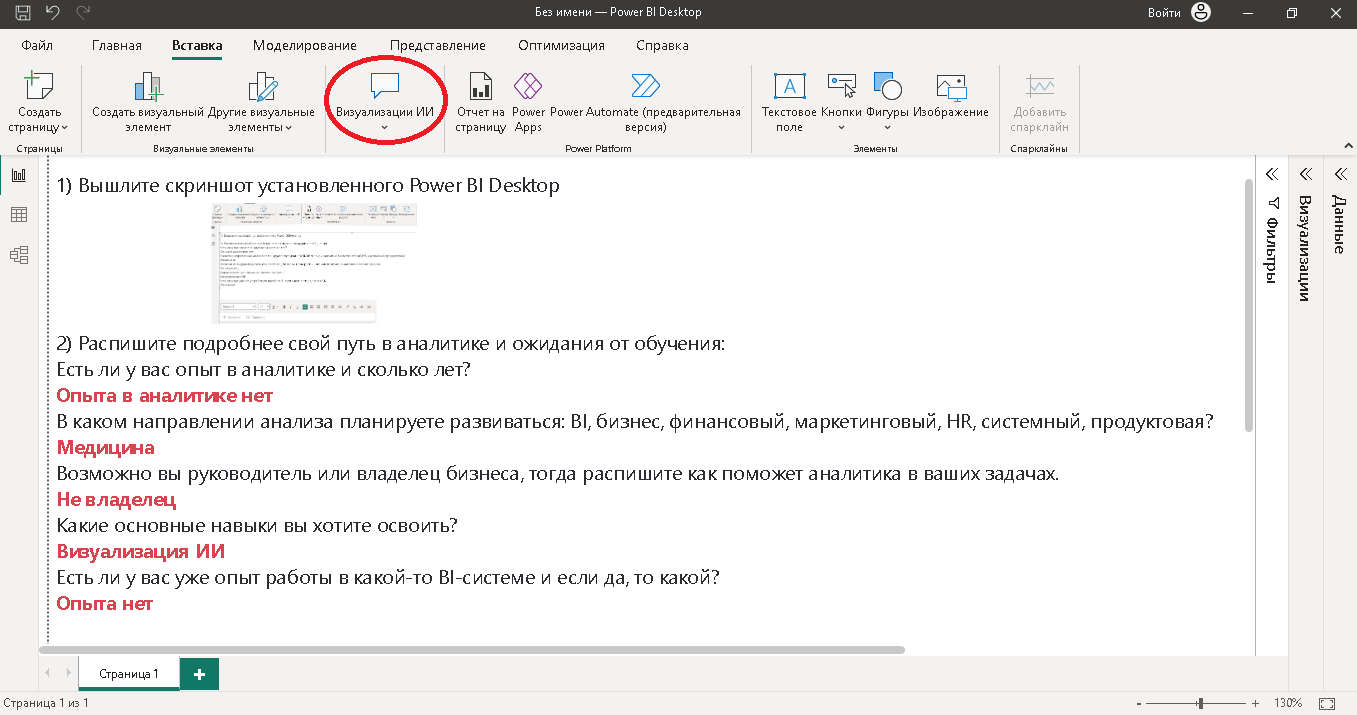 Без имени — Power BI Desktop
Войти
Файл Главная Вставка Моделирование Представление Оптимизация Справка
Создать страницу
Страницы
Создать визуальный элемент
Другие визуальные элементы
Визуальные элементы
Визуализации ИИ
Отчет на страницу
Power Apps
Power Automate (предварительная версия)
Power Platform
Текстовое поле
Кнопки
Фигуры
Изображение
Элементы
Добавить спарклайн
Спарклайны
1) Вышлите скриншот установленного Power BI Desktop
2) Распишите подробнее свой путь в аналитике и ожидания от обучения:
Есть ли у вас опыт в аналитике и сколько лет?
Опыта в аналитике нет
В каком направлении анализа планируете развиваться: BI, бизнес, финансовый, маркетинговый, HR, системный, продуктовая?
Медицина
Возможно вы руководитель или владелец бизнеса, тогда распишите как поможет аналитика в ваших задачах.
Не владелец
Какие основные навыки вы хотите освоить?
Визуализация ИИ
Есть ли у вас уже опыт работы в какой-то BI-системе и если да, то какой?
Опыта нет
Фильтры
Визуализации
Данные
Страница 1
Страница 1 из 1
130%